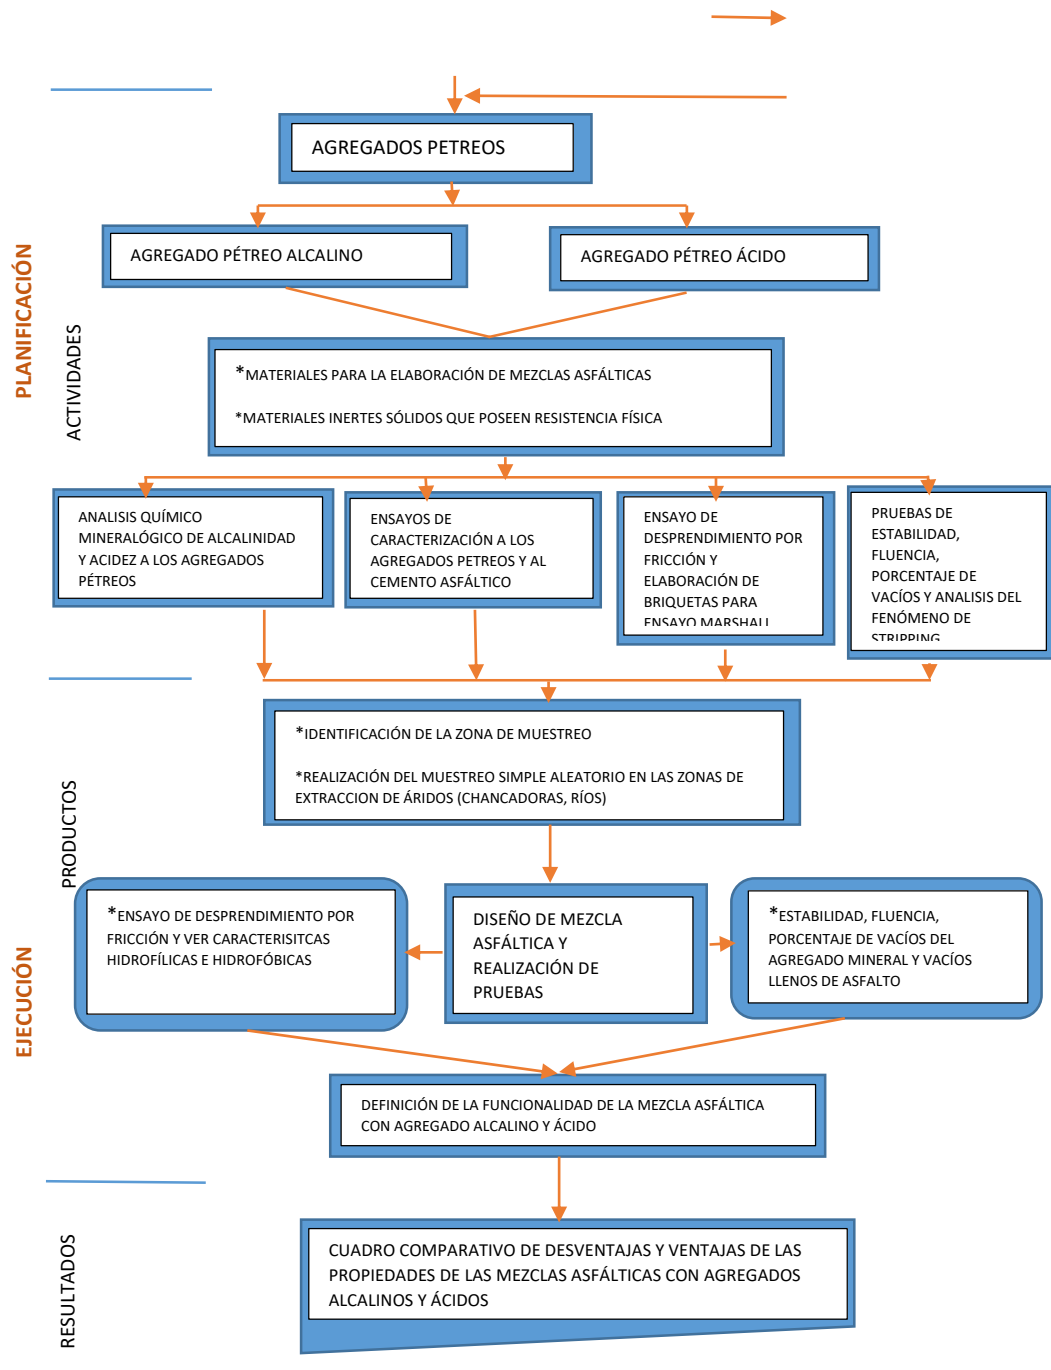 AGREGADOS PETREOS
AGREGADO PÉTREO ALCALINO
AGREGADO PÉTREO ÁCIDO
PLANIFICACIÓN
ACTIVIDADES
*MATERIALES PARA LA ELABORACIÓN DE MEZCLAS ASFÁLTICAS
*MATERIALES INERTES SÓLIDOS QUE POSEEN RESISTENCIA FÍSICA
ANALISIS QUÍMICO
MINERALÓGICO DE ALCALINIDAD
Y ACIDEZ A LOS AGREGADOS
PÉTREOS
ENSAYOS DE
CARACTERIZACIÓN A LOS
AGREGADOS PETREOS Y AL
CEMENTO ASFÁLTICO
ENSAYO DE
DESPRENDIMIENTO POR
FRICCIÓN Y
ELABORACIÓN DE
BRIQUETAS PARA
ENSAYO MARSHALL
PRUEBAS DE
ESTABILIDAD,
FLUENCIA,
PORCENTAJE DE
VACÍOS Y ANALISIS DEL
FENÓMENO DE
STRIPPING
*IDENTIFICACIÓN DE LA ZONA DE MUESTREO
*REALIZACIÓN DEL MUESTREO SIMPLE ALEATORIO EN LAS ZONAS DE
EXTRACCION DE ÁRIDOS (CHANCADORAS, RÍOS)
PRODUCTOS
EJECUCIÓN
*ENSAYO DE DESPRENDIMIENTO POR
FRICCIÓN Y VER CARACTERISITCAS
HIDROFÍLICAS E HIDROFÓBICAS
DISEÑO DE MEZCLA
ASFÁLTICA Y
REALIZACIÓN DE
PRUEBAS
*ESTABILIDAD, FLUENCIA,
PORCENTAJE DE VACÍOS DEL
AGREGADO MINERAL Y VACÍOS
LLENOS DE ASFALTO
DEFINICIÓN DE LA FUNCIONALIDAD DE LA MEZCLA ASFÁLTICA
CON AGREGADO ALCALINO Y ÁCIDO
RESULTADOS
CUADRO COMPARATIVO DE DESVENTAJAS Y VENTAJAS DE LAS
PROPIEDADES DE LAS MEZCLAS ASFÁLTICAS CON AGREGADOS
ALCALINOS Y ÁCIDOS